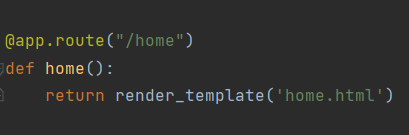 @app.route("/home")
def home():
    return render_template('home.html')